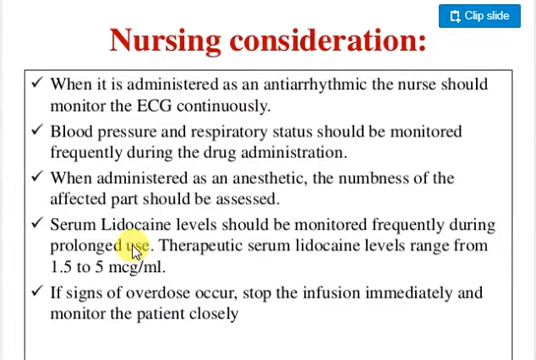 Clip slide
Nursing consideration:
✓ When it is administered as an antiarrhythmic the nurse should
monitor the ECG continuously.
✓ Blood pressure and respiratory status should be monitored
frequently during the drug administration.
✓ When administered as an anesthetic, the numbness of the
affected part should be assessed.
✓ Serum Lidocaine levels should be monitored frequently during
prolonged use. Therapeutic serum lidocaine levels range from
1.5 to 5 mcg/ml.
✓ If signs of overdose occur, stop the infusion immediately and
monitor the patient closely